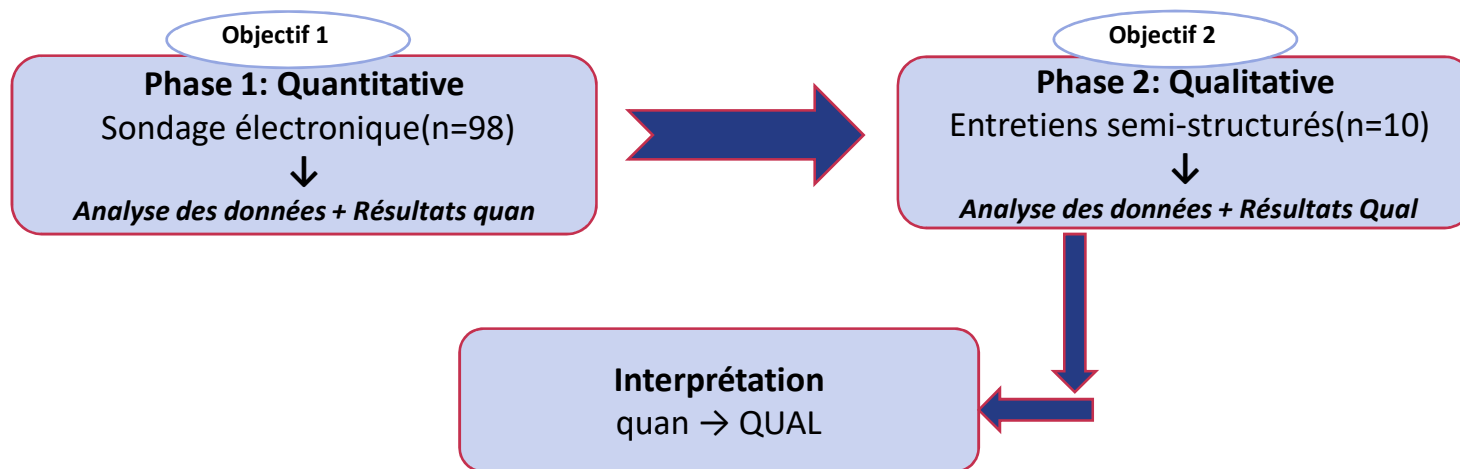 Objectif 1
Phase 1: Quantitative
Sondage électronique(n=98)
↓
Analyse des données + Résultats quan
Objectif 2
Phase 2: Qualitative
Entretiens semi-structurés(n=10)
↓
Analyse des données + Résultats Qual
Interprétation
quan → QUAL